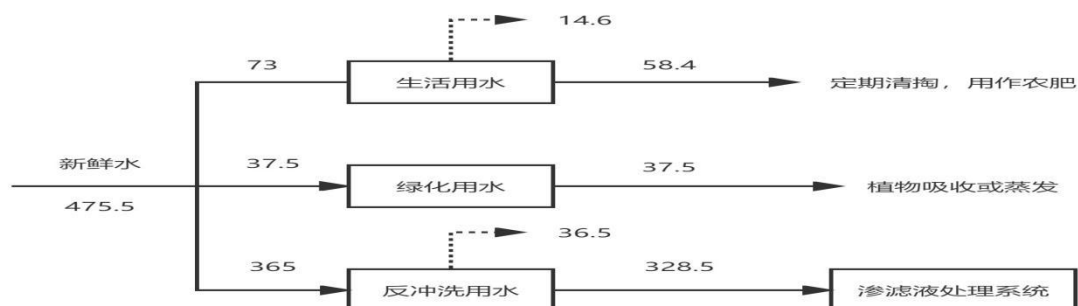 14.6
73
生活用水
58.4
定期清掏，用作农肥
新鲜水
475.5
37.5
绿化用水
37.5
植物吸收或蒸发
36.5
365
反冲洗用水
328.5
渗滤液处理系统